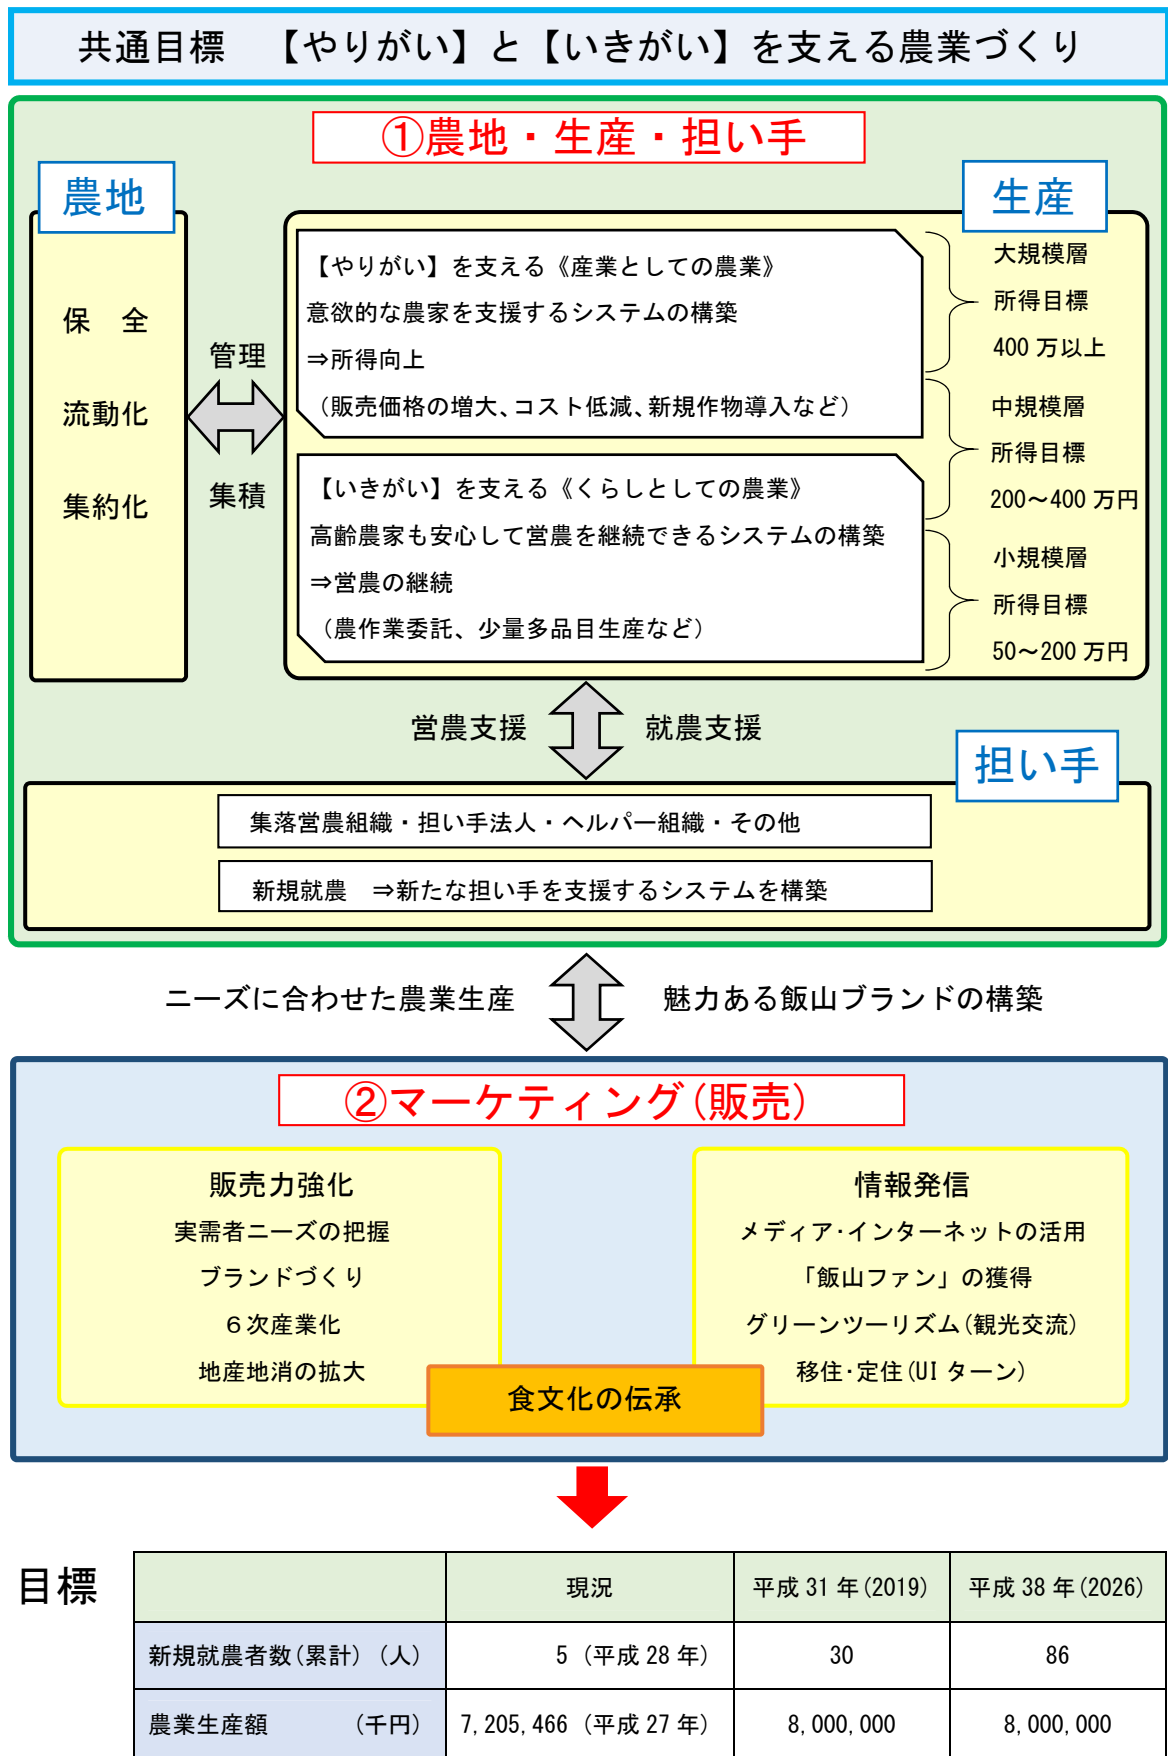 共通目標　【やりがい】と【いきがい】を支える農業づくり
①農地・生産・担い手
農地
保　全
流動化
集約化
管理
集積
生産
【やりがい】を支える《産業としての農業》
意欲的な農家を支援するシステムの構築
⇒所得向上
（販売価格の増大、コスト低減、新規作物導入など）
【いきがい】を支える《くらしとしての農業》
高齢農家も安心して営農を継続できるシステムの構築
⇒営農の継続
（農作業委託、少量多品目生産など）
大規模層
所得目標
400 万以上
中規模層
所得目標
200～400 万円
小規模層
所得目標
50～200 万円
営農支援　就農支援
担い手
集落営農組織・担い手法人・ヘルパー組織・その他
新規就農　⇒新たな担い手を支援するシステムを構築
ニーズに合わせた農業生産　魅力ある飯山ブランドの構築
②マーケティング(販売)
販売力強化
実需者ニーズの把握
ブランドづくり
６次産業化
地産地消の拡大
情報発信
メディア･インターネットの活用
「飯山ファン」の獲得
グリーンツーリズム(観光交流)
移住･定住(UI ターン)
食文化の伝承
目標
現況　平成 31 年(2019)　平成 38 年(2026)
新規就農者数(累計)（人）　5（平成 28 年）　30　86
農業生産額　（千円）　7,205,466（平成 27 年）　8,000,000　8,000,000